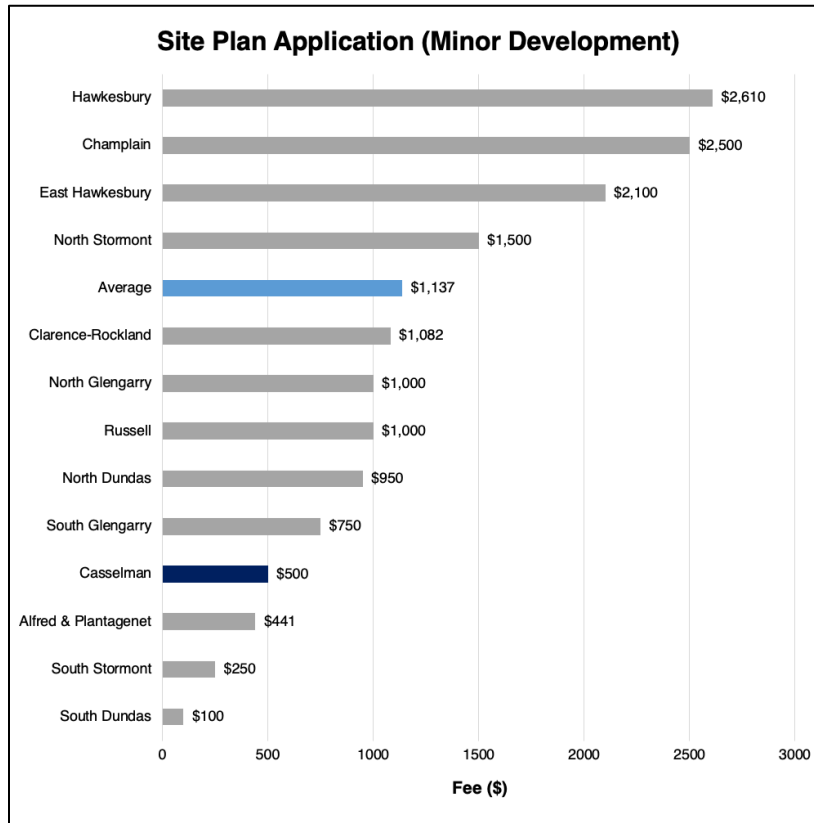 Site Plan Application (Minor Development)
Hawkesbury $2,610
Champlain $2,500
East Hawkesbury $2,100
North Stormont $1,500
Average $1,137
Clarence-Rockland $1,082
North Glengarry $1,000
Russell $1,000
North Dundas $950
South Glengarry $750
Casselman $500
Alfred & Plantagenet $441
South Stormont $250
South Dundas $100
0 500 1000 1500 2000 2500 3000
Fee ($)